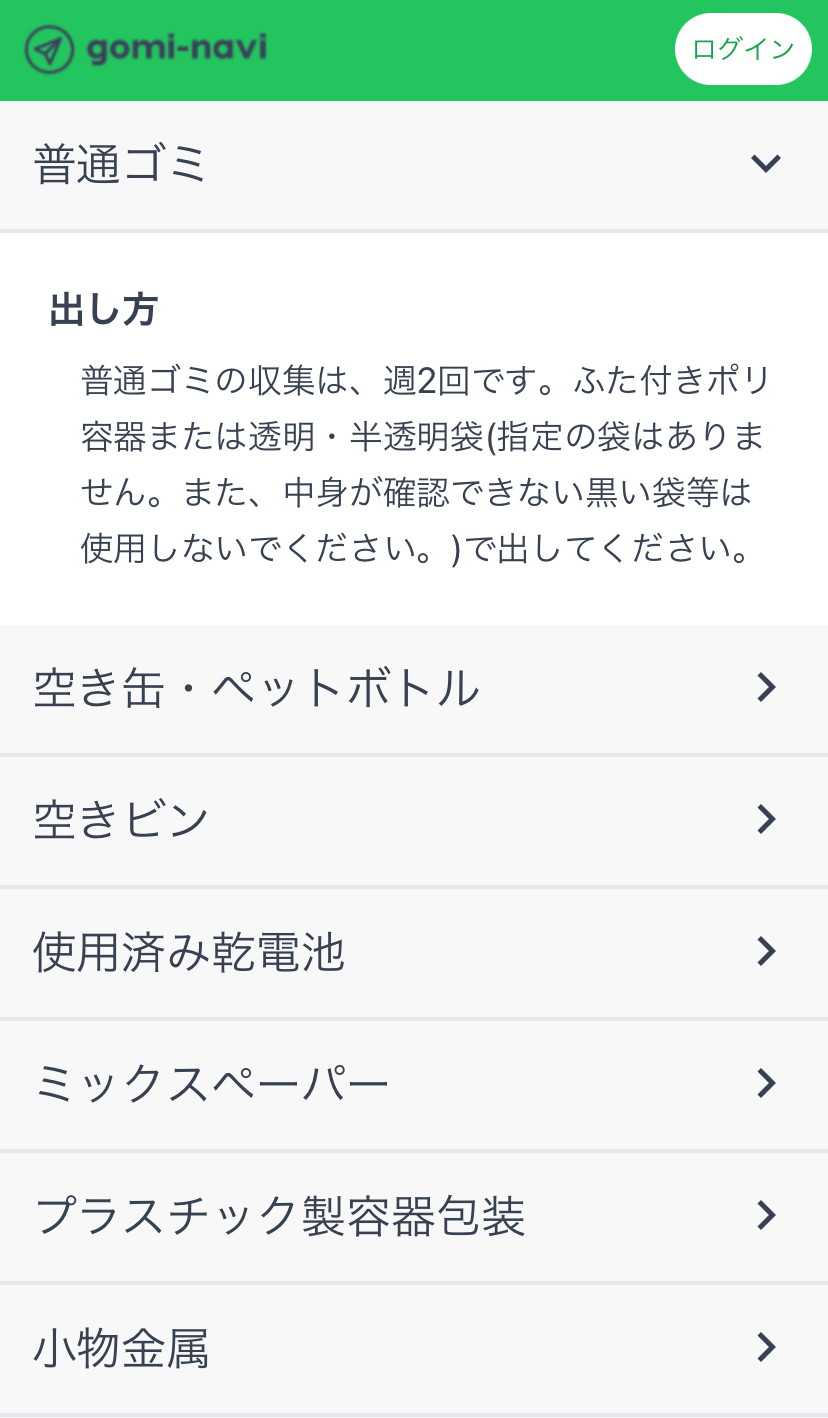 gomi-navi
ログイン
普通ゴミ
出し方
普通ゴミの収集は、週2回です。ふた付きポリ
容器または透明・半透明袋(指定の袋はありま
せん。また、中身が確認できない黒い袋等は
使用しないでください。)で出してください。
空き缶・ペットボトル
空きビン
使用済み乾電池
ミックスペーパー
プラスチック製容器包装
小物金属